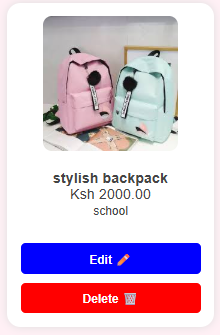 stylish backpack
Ksh 2000.00
school
Edit ✏️
Delete 🗑️